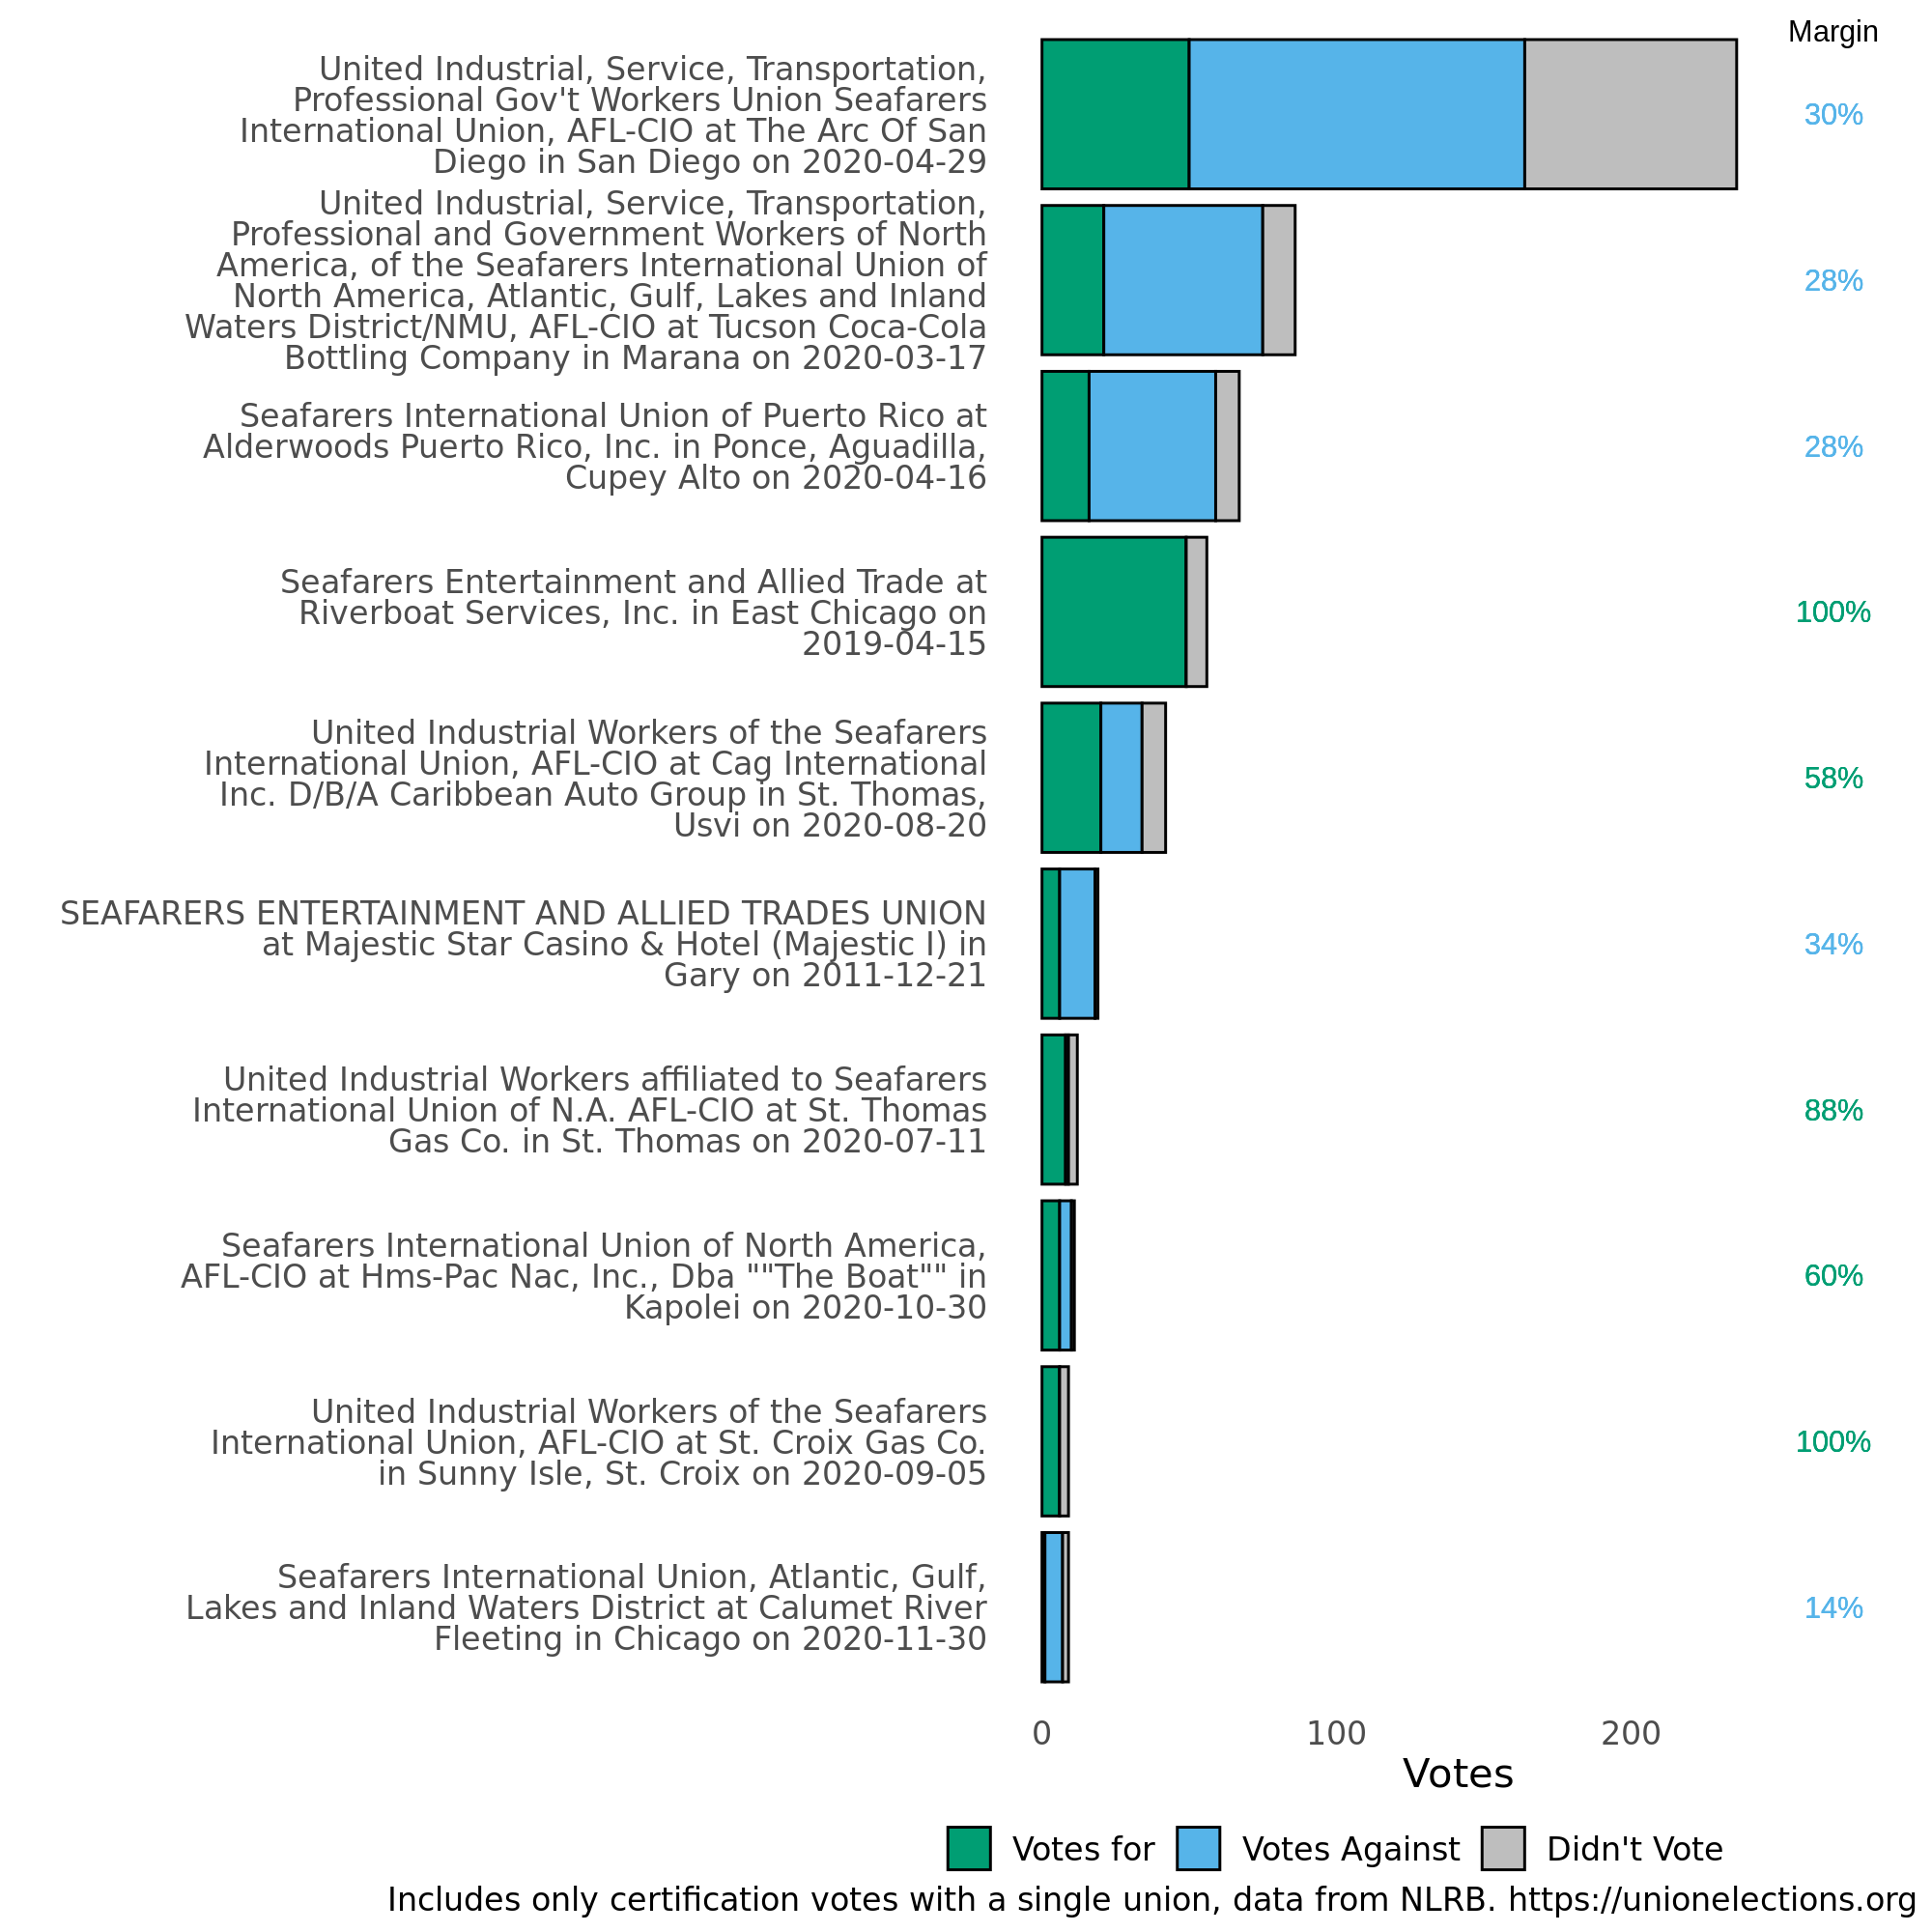 Margin
United Industrial, Service, Transportation,
Professional Gov't Workers Union Seafarers
International Union, AFL-CIO at The Arc Of San
Diego in San Diego on 2020-04-29
30%
United Industrial, Service, Transportation,
Professional and Government Workers of North
America, of the Seafarers International Union of
North America, Atlantic, Gulf, Lakes and Inland
Waters District/NMU, AFL-CIO at Tucson Coca-Cola
Bottling Company in Marana on 2020-03-17
28%
Seafarers International Union of Puerto Rico at
Alderwoods Puerto Rico, Inc. in Ponce, Aguadilla,
Cupey Alto on 2020-04-16
28%
Seafarers Entertainment and Allied Trade at
Riverboat Services, Inc. in East Chicago on
2019-04-15
100%
United Industrial Workers of the Seafarers
International Union, AFL-CIO at Cag International
Inc. D/B/A Caribbean Auto Group in St. Thomas,
Usvi on 2020-08-20
58%
SEAFARERS ENTERTAINMENT AND ALLIED TRADES UNION
at Majestic Star Casino & Hotel (Majestic I) in
Gary on 2011-12-21
34%
United Industrial Workers affiliated to Seafarers
International Union of N.A. AFL-CIO at St. Thomas
Gas Co. in St. Thomas on 2020-07-11
88%
Seafarers International Union of North America,
AFL-CIO at Hms-Pac Nac, Inc., Dba ""The Boat"" in
Kapolei on 2020-10-30
60%
United Industrial Workers of the Seafarers
International Union, AFL-CIO at St. Croix Gas Co.
in Sunny Isle, St. Croix on 2020-09-05
100%
Seafarers International Union, Atlantic, Gulf,
Lakes and Inland Waters District at Calumet River
Fleeting in Chicago on 2020-11-30
14%
0 100 200
Votes
Votes for Votes Against Didn't Vote
Includes only certification votes with a single union, data from NLRB. https://unionelections.org